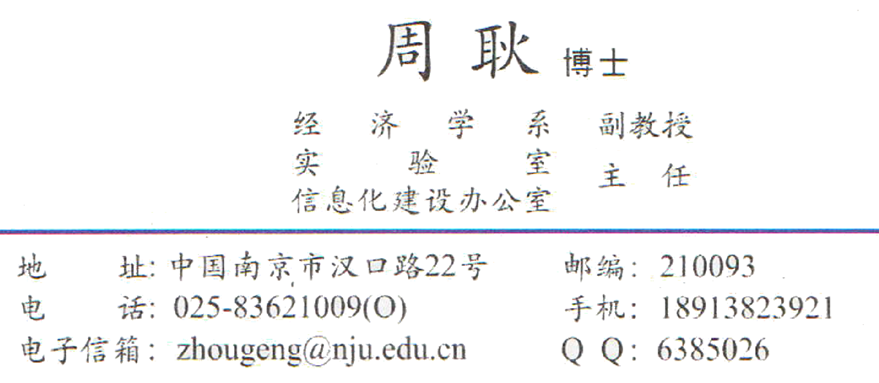 周耿 博士
经济学系 副教授
实验室 主任
信息化建设办公室
地 址: 中国南京市汉口路22号 邮编: 210093
电 话: 025-83621009(O) 手机: 18913823921
电子信箱: zhougeng@nju.edu.cn QQ: 6385026